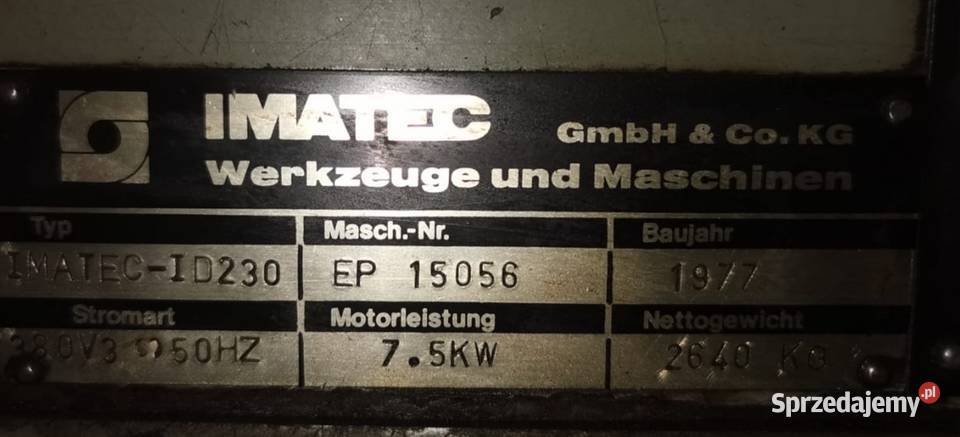 IMATEC GmbH & Co. KG
Werkzeuge und Maschinen
Typ Masch.-Nr. Baujahr
IMATEC-ID230 EP 15056 1977
Stromart Motorleistung Nettogewicht
380V3 50HZ 7.5KW 2640 KG
Sprzedajemy.pl